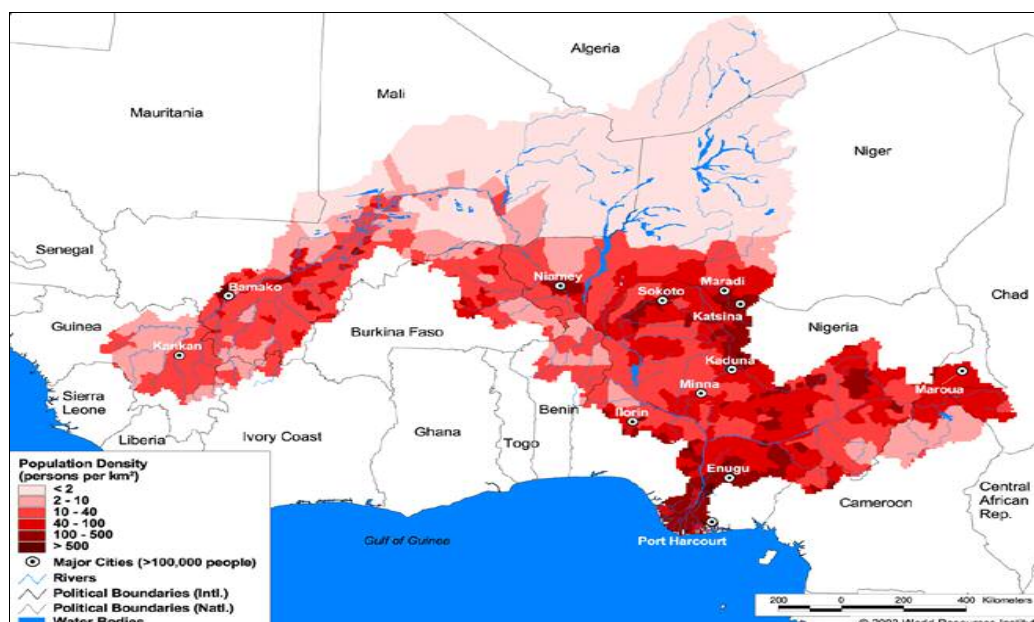 Algeria
Mali
Mauritania
Niger
Senegal
Niamey
Maradi
Bamako
Sokoto
Chad
Katsina
Guinea
Burkina Faso
Nigeria
Kankan
Kaduna
Maroua
Sierra
Leone
Minna
Benin
Ilorin
Liberia
Ivory Coast
Ghana
Togo
Population Density
(persons per km²)
Enugu
Central
African
Rep.
< 2
2 - 10
10 - 40
40 - 100
100 - 500
> 500
Cameroon
Gulf of Guinea
Port Harcourt
Major Cities (>100,000 people)
Rivers
Political Boundaries (Intl.)
Political Boundaries (Natl.)
Water Bodies
200 0 200 400 Kilometers